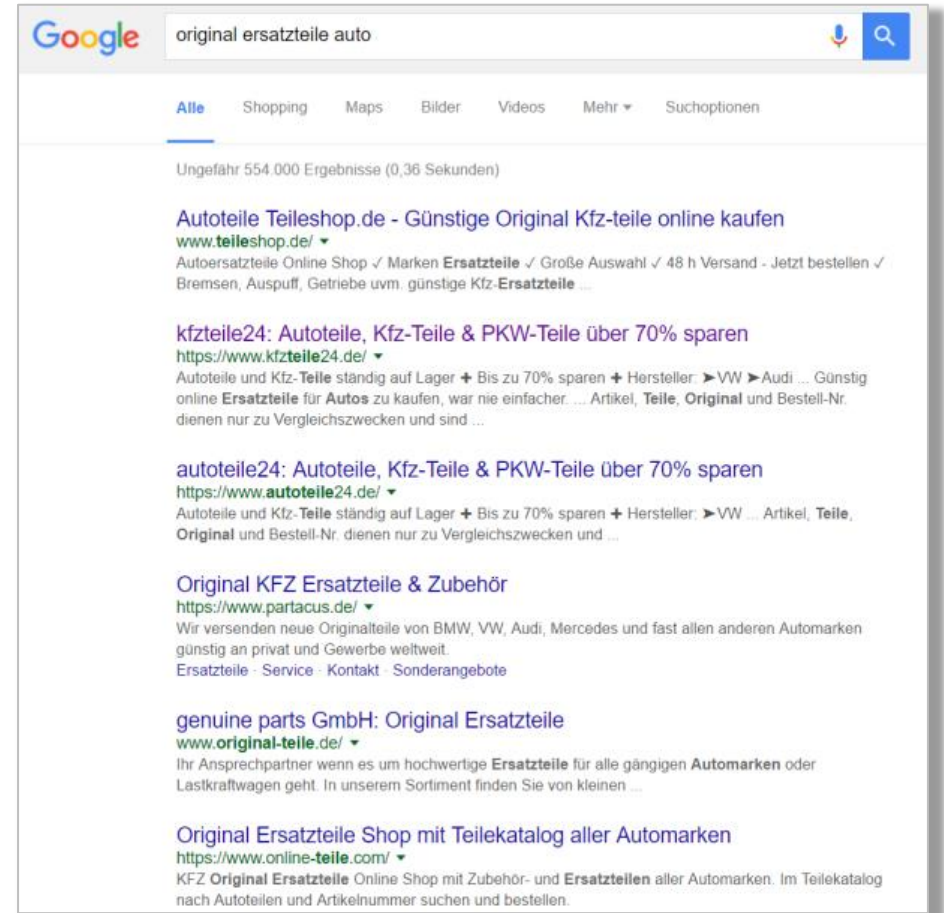 Google
original ersatzteile auto
Alle Shopping Maps Bilder Videos Mehr ▾ Suchoptionen
Ungefähr 554.000 Ergebnisse (0,36 Sekunden)
Autoteile Teileshop.de - Günstige Original Kfz-teile online kaufen
www.teileshop.de/ ▾
Autoersatzteile Online Shop ✓ Marken Ersatzteile ✓ Große Auswahl ✓ 48 h Versand - Jetzt bestellen ✓
Bremsen, Auspuff, Getriebe uvm. günstige Kfz-Ersatzteile ...
kfzteile24: Autoteile, Kfz-Teile & PKW-Teile über 70% sparen
https://www.kfzteile24.de/ ▾
Autoteile und Kfz-Teile ständig auf Lager ✚ Bis zu 70% sparen ✚ Hersteller: ➤VW ➤Audi ... Günstig
online Ersatzteile für Autos zu kaufen, war nie einfacher. ... Artikel, Teile, Original und Bestell-Nr.
dienen nur zu Vergleichszwecken und sind ...
autoteile24: Autoteile, Kfz-Teile & PKW-Teile über 70% sparen
https://www.autoteile24.de/ ▾
Autoteile und Kfz-Teile ständig auf Lager ✚ Bis zu 70% sparen ✚ Hersteller: ➤VW ... Artikel, Teile,
Original und Bestell-Nr. dienen nur zu Vergleichszwecken und ...
Original KFZ Ersatzteile & Zubehör
https://www.partacus.de/ ▾
Wir versenden neue Originalteile von BMW, VW, Audi, Mercedes und fast allen anderen Automarken
günstig an privat und Gewerbe weltweit.
Ersatzteile · Service · Kontakt · Sonderangebote
genuine parts GmbH: Original Ersatzteile
www.original-teile.de/ ▾
Ihr Ansprechpartner wenn es um hochwertige Ersatzteile für alle gängigen Automarken oder
Lastkraftwagen geht. In unserem Sortiment finden Sie von kleinen ...
Original Ersatzteile Shop mit Teilekatalog aller Automarken
https://www.online-teile.com/ ▾
KFZ Original Ersatzteile Online Shop mit Zubehör- und Ersatzteilen aller Automarken. Im Teilekatalog
nach Autoteilen und Artikelnummer suchen und bestellen.